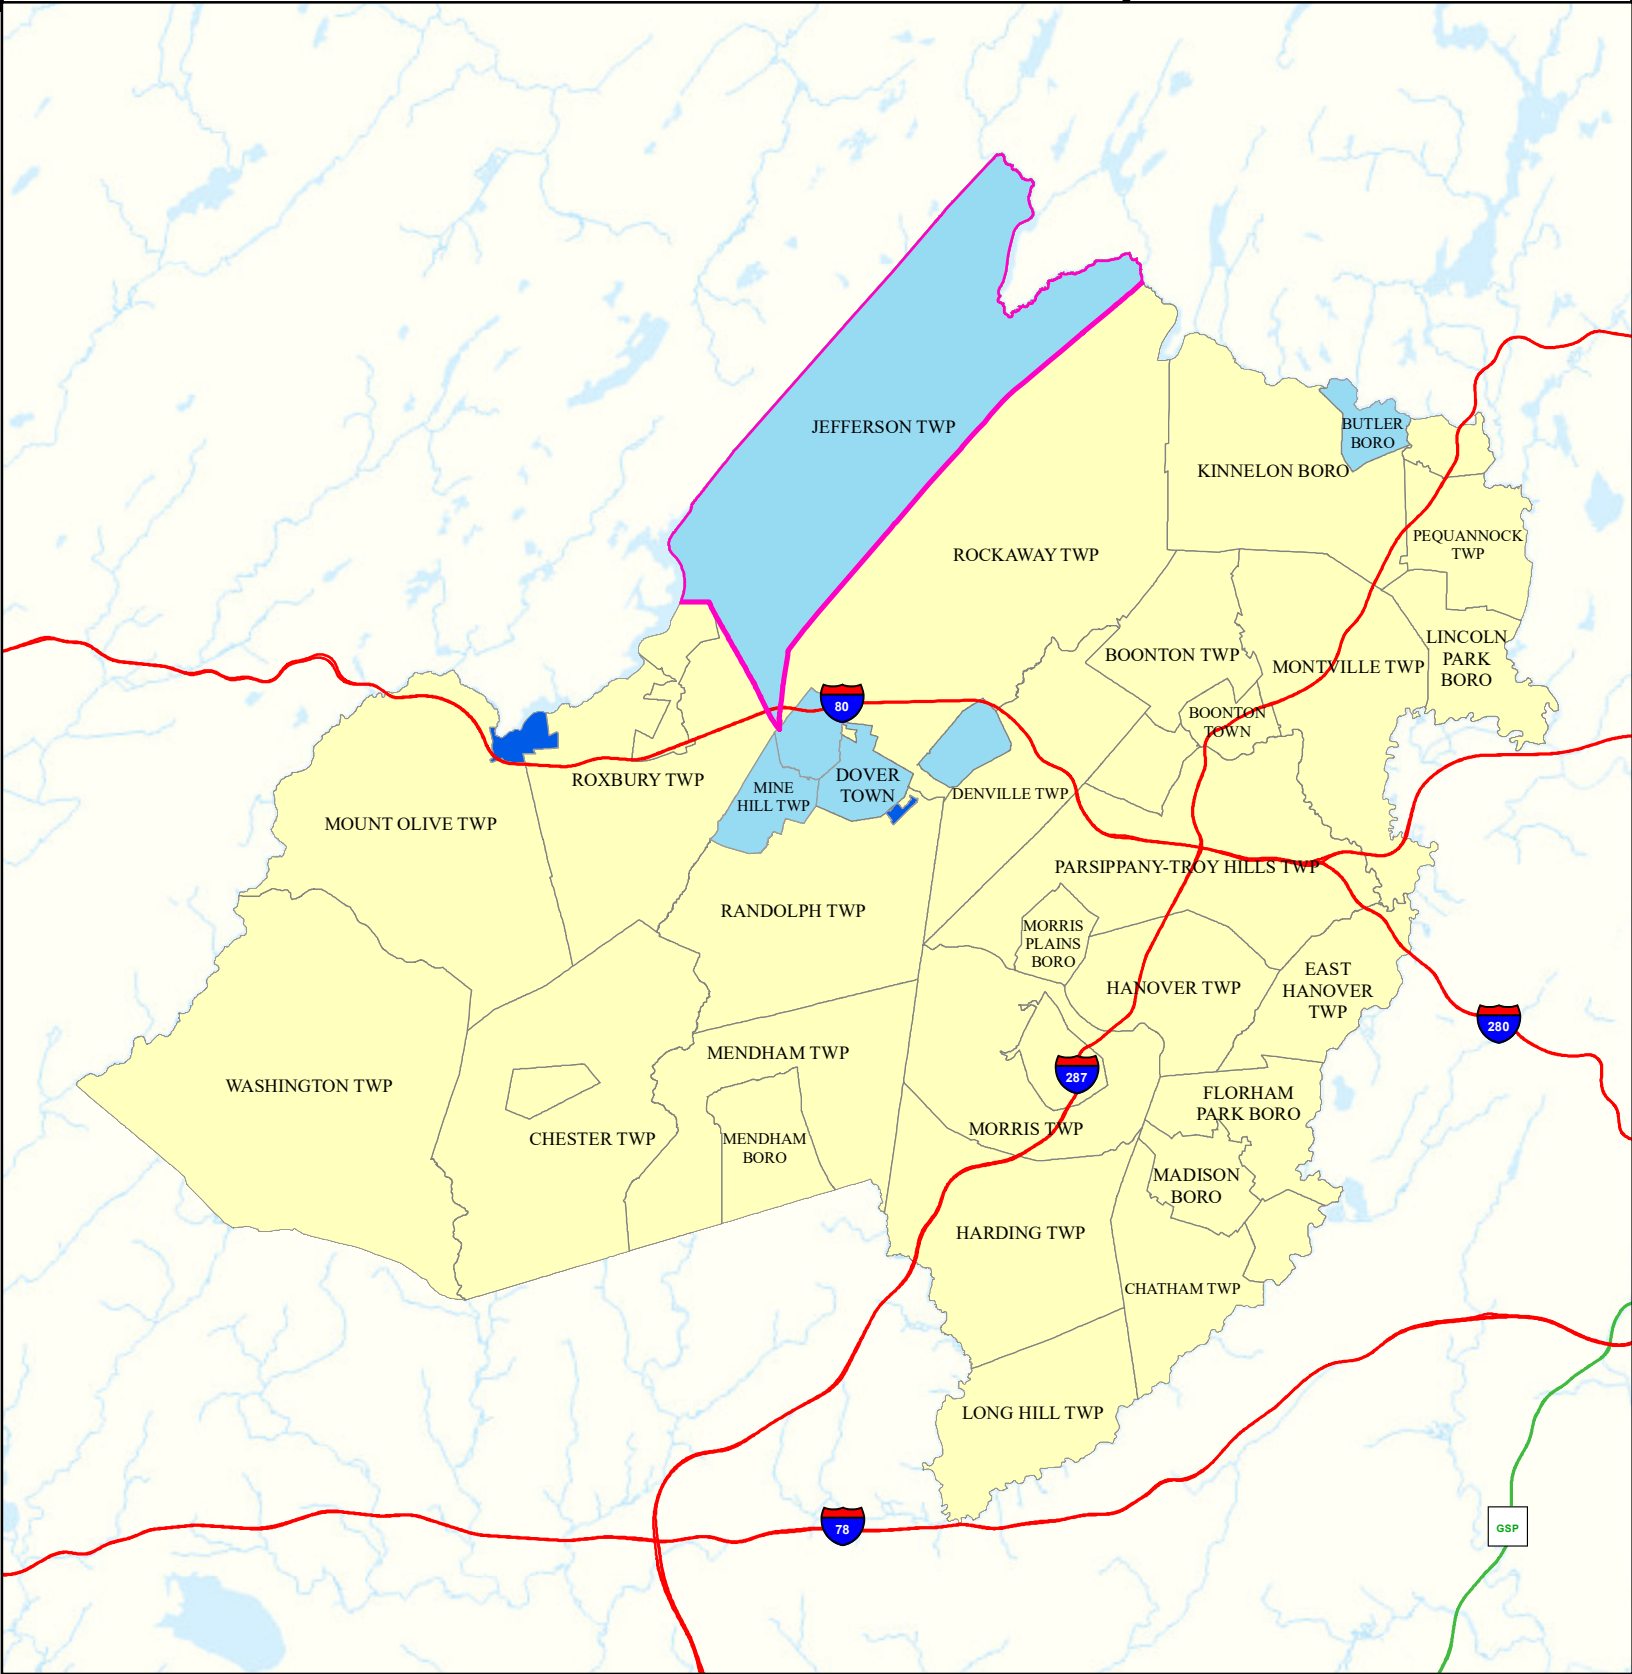 JEFFERSON TWP
BUTLER
BORO
KINNELON BORO
PEQUANNOCK
TWP
ROCKAWAY TWP
LINCOLN
PARK
BORO
BOONTON TWP
MONTVILLE TWP
80
BOONTON
TOWN
ROXBURY TWP
MINE
HILL TWP
DOVER
TOWN
DENVILLE TWP
MOUNT OLIVE TWP
PARSIPPANY-TROY HILLS TWP
RANDOLPH TWP
MORRIS
PLAINS
BORO
EAST
HANOVER
TWP
HANOVER TWP
280
MENDHAM TWP
287
WASHINGTON TWP
FLORHAM
PARK BORO
CHESTER TWP
MENDHAM
BORO
MORRIS TWP
MADISON
BORO
HARDING TWP
CHATHAM TWP
LONG HILL TWP
78
GSP